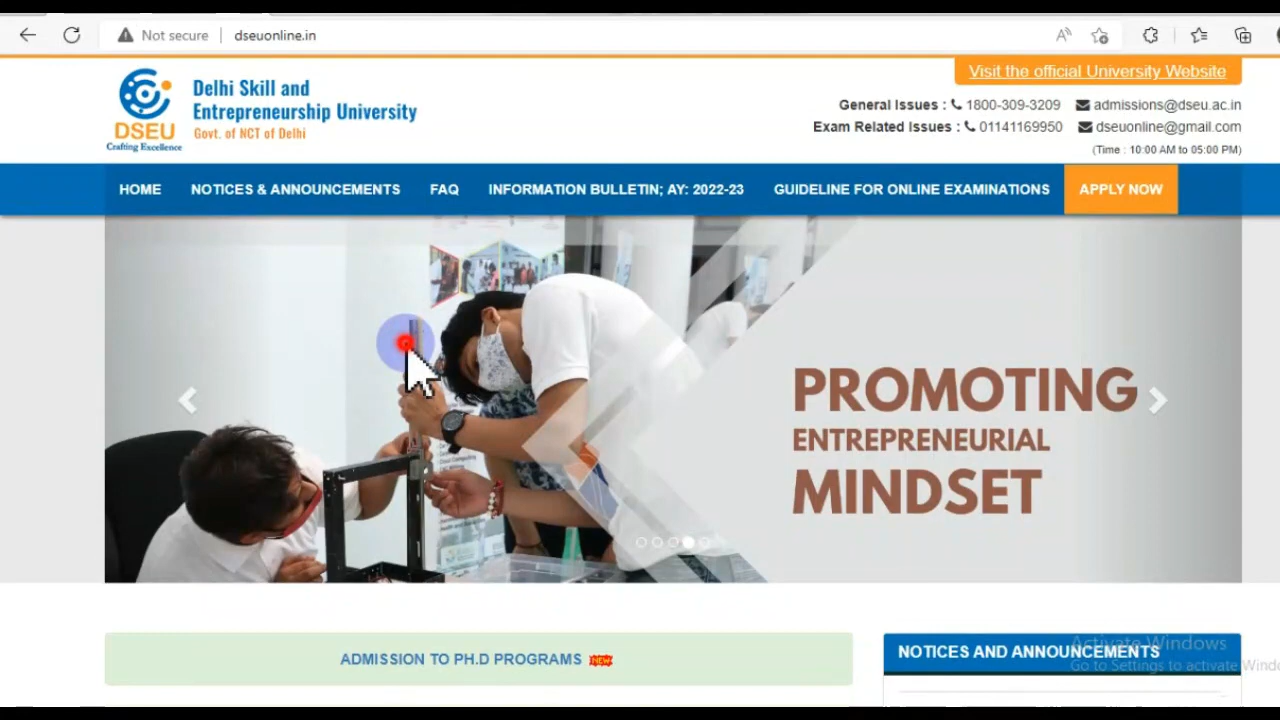 Not secure dseuonline.in
Visit the official University Website
DSEU
Crafting Excellence
Delhi Skill and
Entrepreneurship University
Govt. of NCT of Delhi
General Issues : 1800-309-3209 admissions@dseu.ac.in
Exam Related Issues : 01141169950 dseuonline@gmail.com
(Time : 10:00 AM to 05:00 PM)
HOME NOTICES & ANNOUNCEMENTS FAQ INFORMATION BULLETIN; AY: 2022-23 GUIDELINE FOR ONLINE EXAMINATIONS APPLY NOW
PROMOTING
ENTREPRENEURIAL
MINDSET
ADMISSION TO PH.D PROGRAMS NEW
NOTICES AND ANNOUNCEMENTS
Activate Windows
Go to Settings to activate Windo